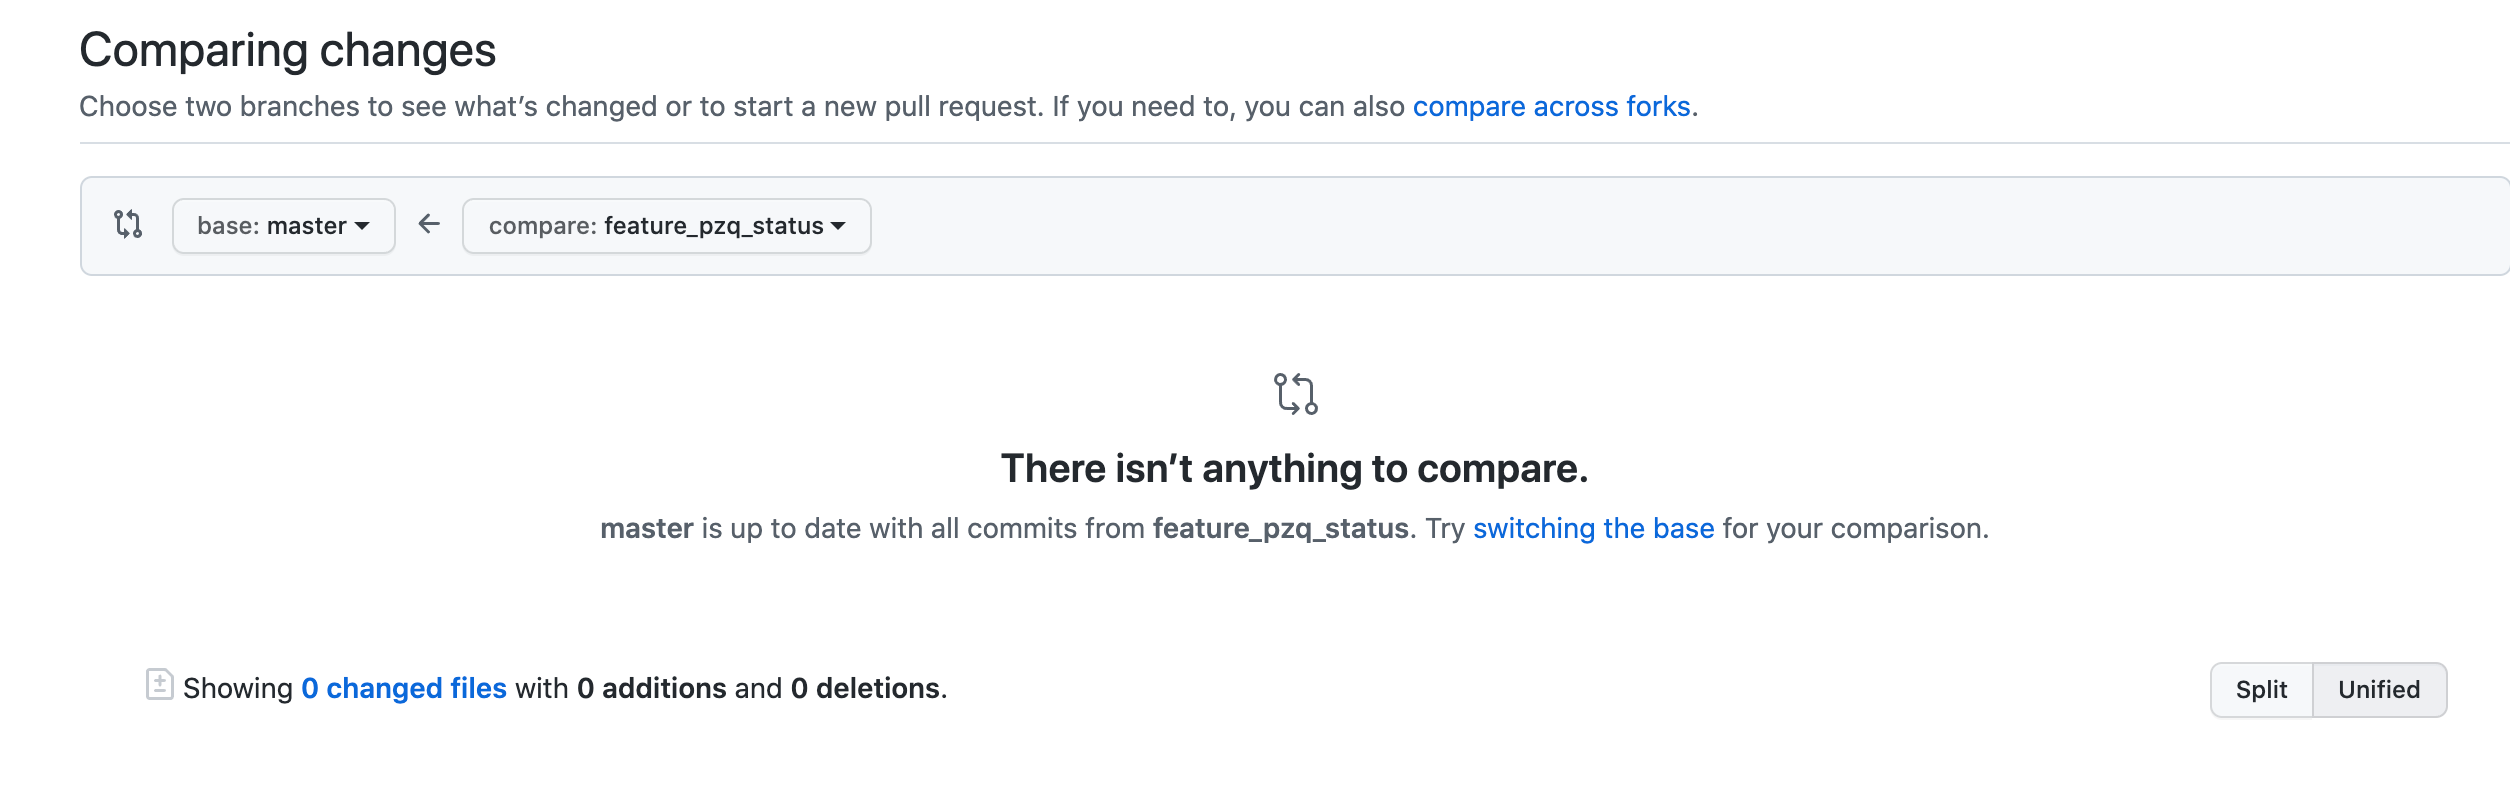 Comparing changes
Choose two branches to see what’s changed or to start a new pull request. If you need to, you can also compare across forks.
base: master compare: feature_pzq_status
There isn’t anything to compare.
master is up to date with all commits from feature_pzq_status. Try switching the base for your comparison.
Showing 0 changed files with 0 additions and 0 deletions. Split Unified